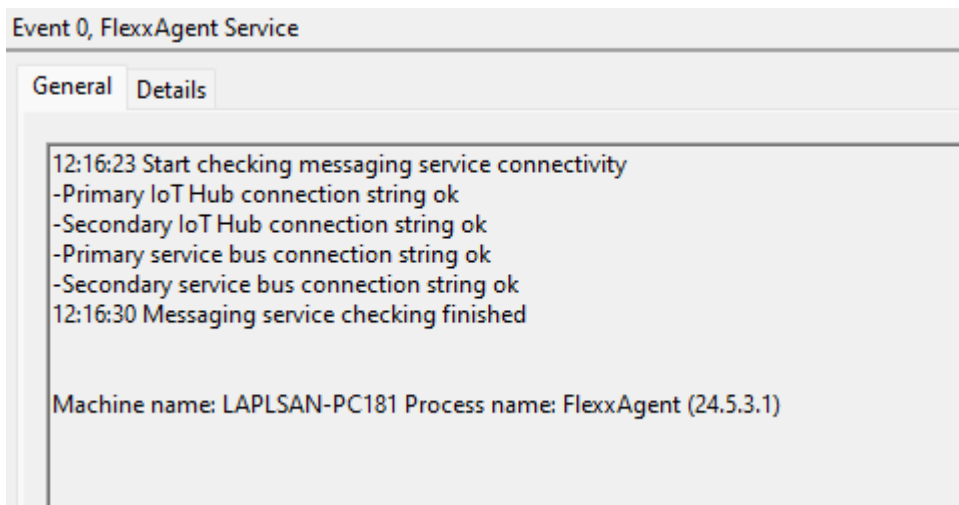 Event 0, FlexxAgent Service
General Details
12:16:23 Start checking messaging service connectivity
-Primary IoT Hub connection string ok
-Secondary IoT Hub connection string ok
-Primary service bus connection string ok
-Secondary service bus connection string ok
12:16:30 Messaging service checking finished
Machine name: LAPLSAN-PC181 Process name: FlexxAgent (24.5.3.1)